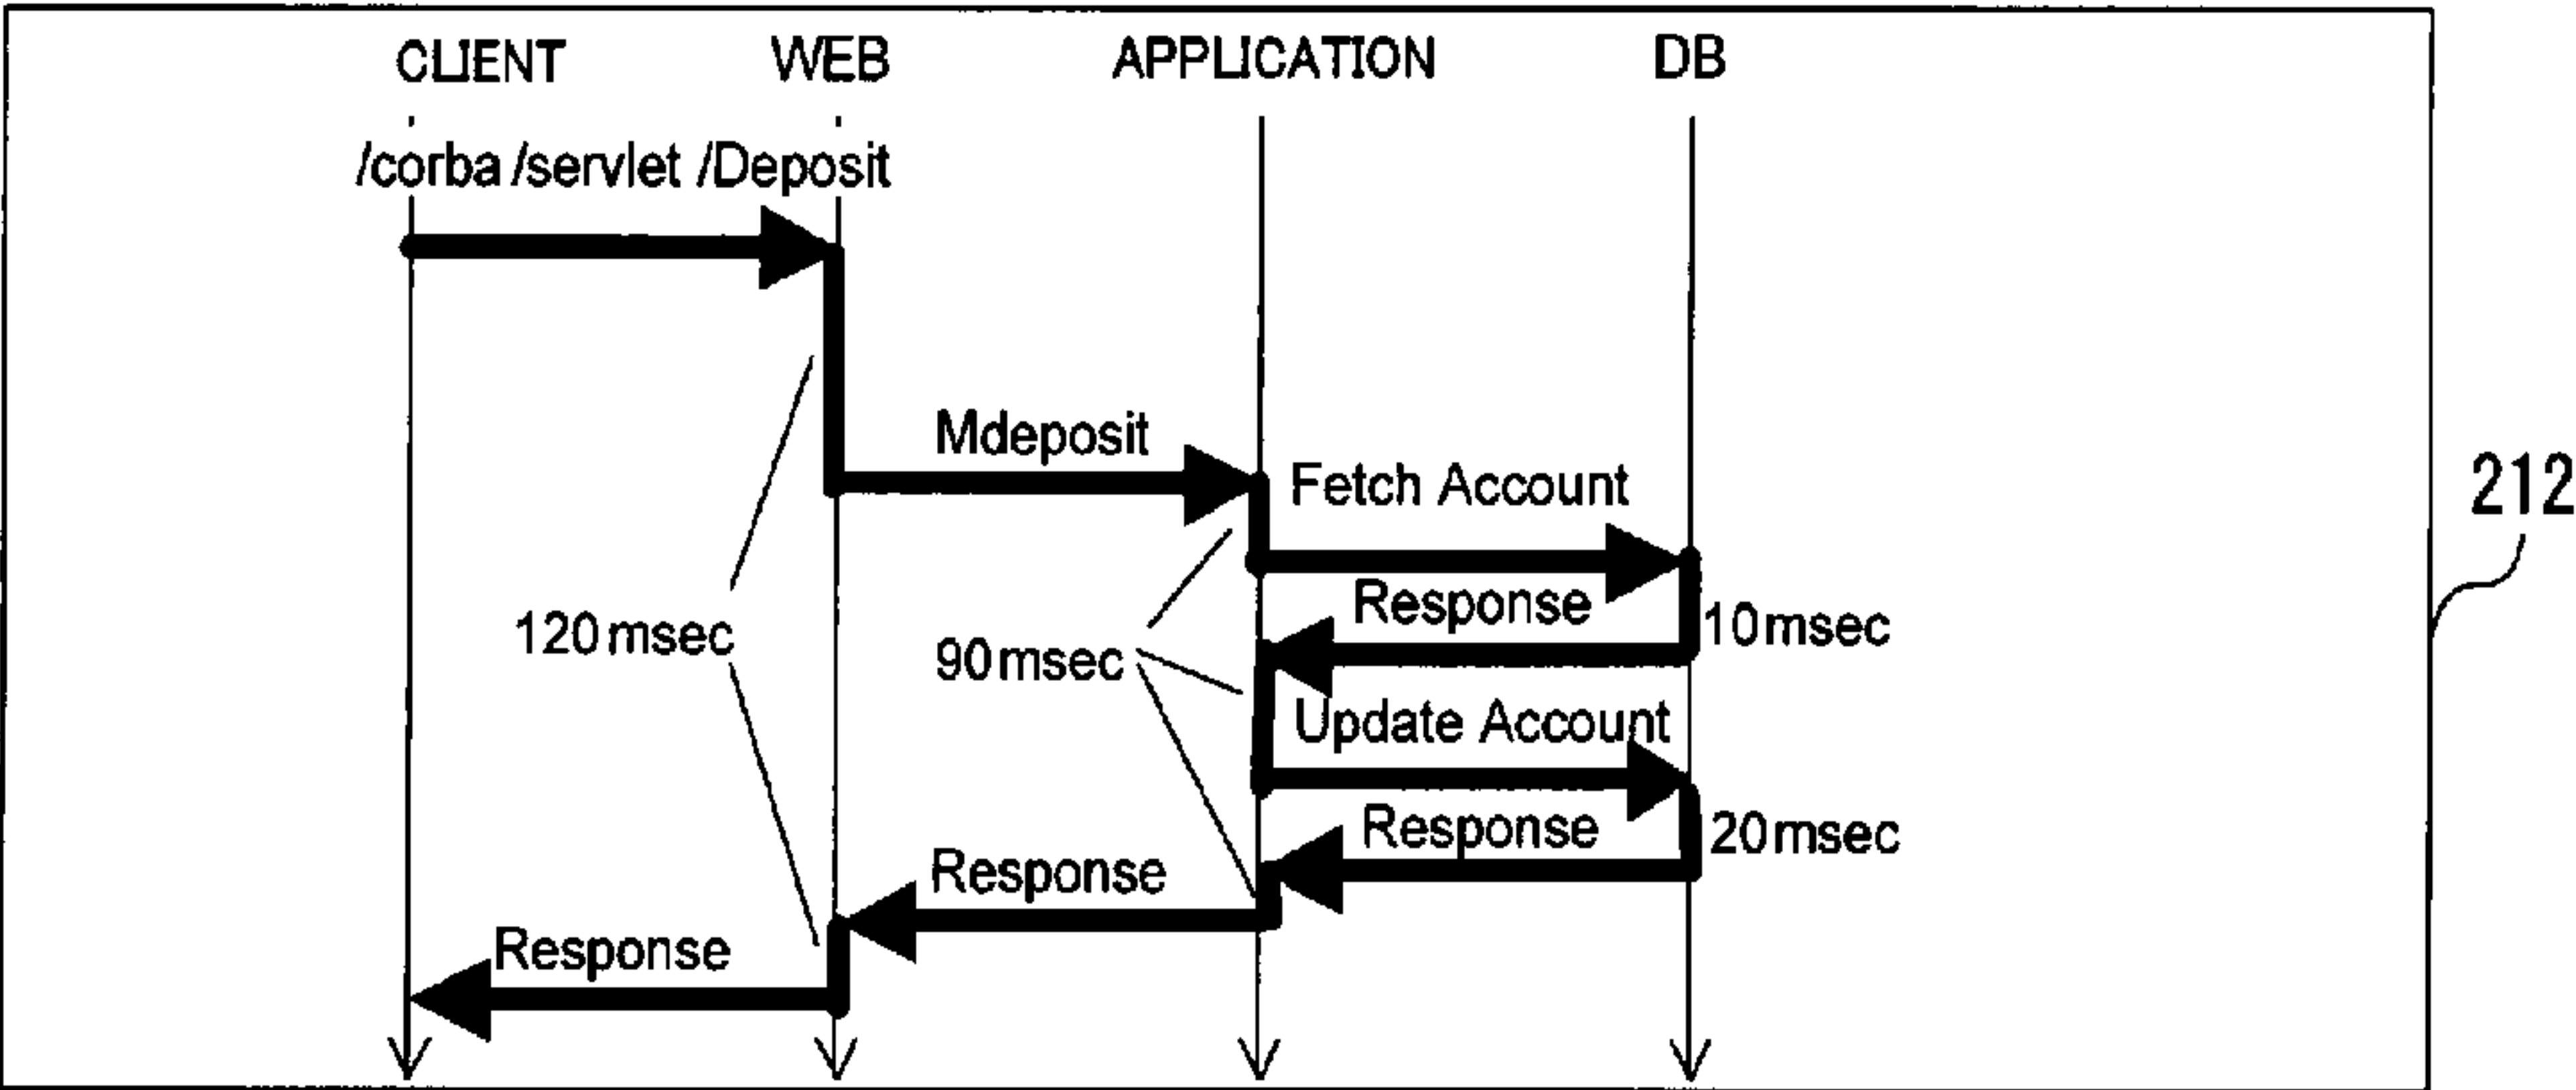 CLIENT WEB APPLICATION DB
/corba /servlet /Deposit
Mdeposit
Fetch Account
Response
120msec
10msec
90msec
Update Account
Response
20msec
Response
Response
212